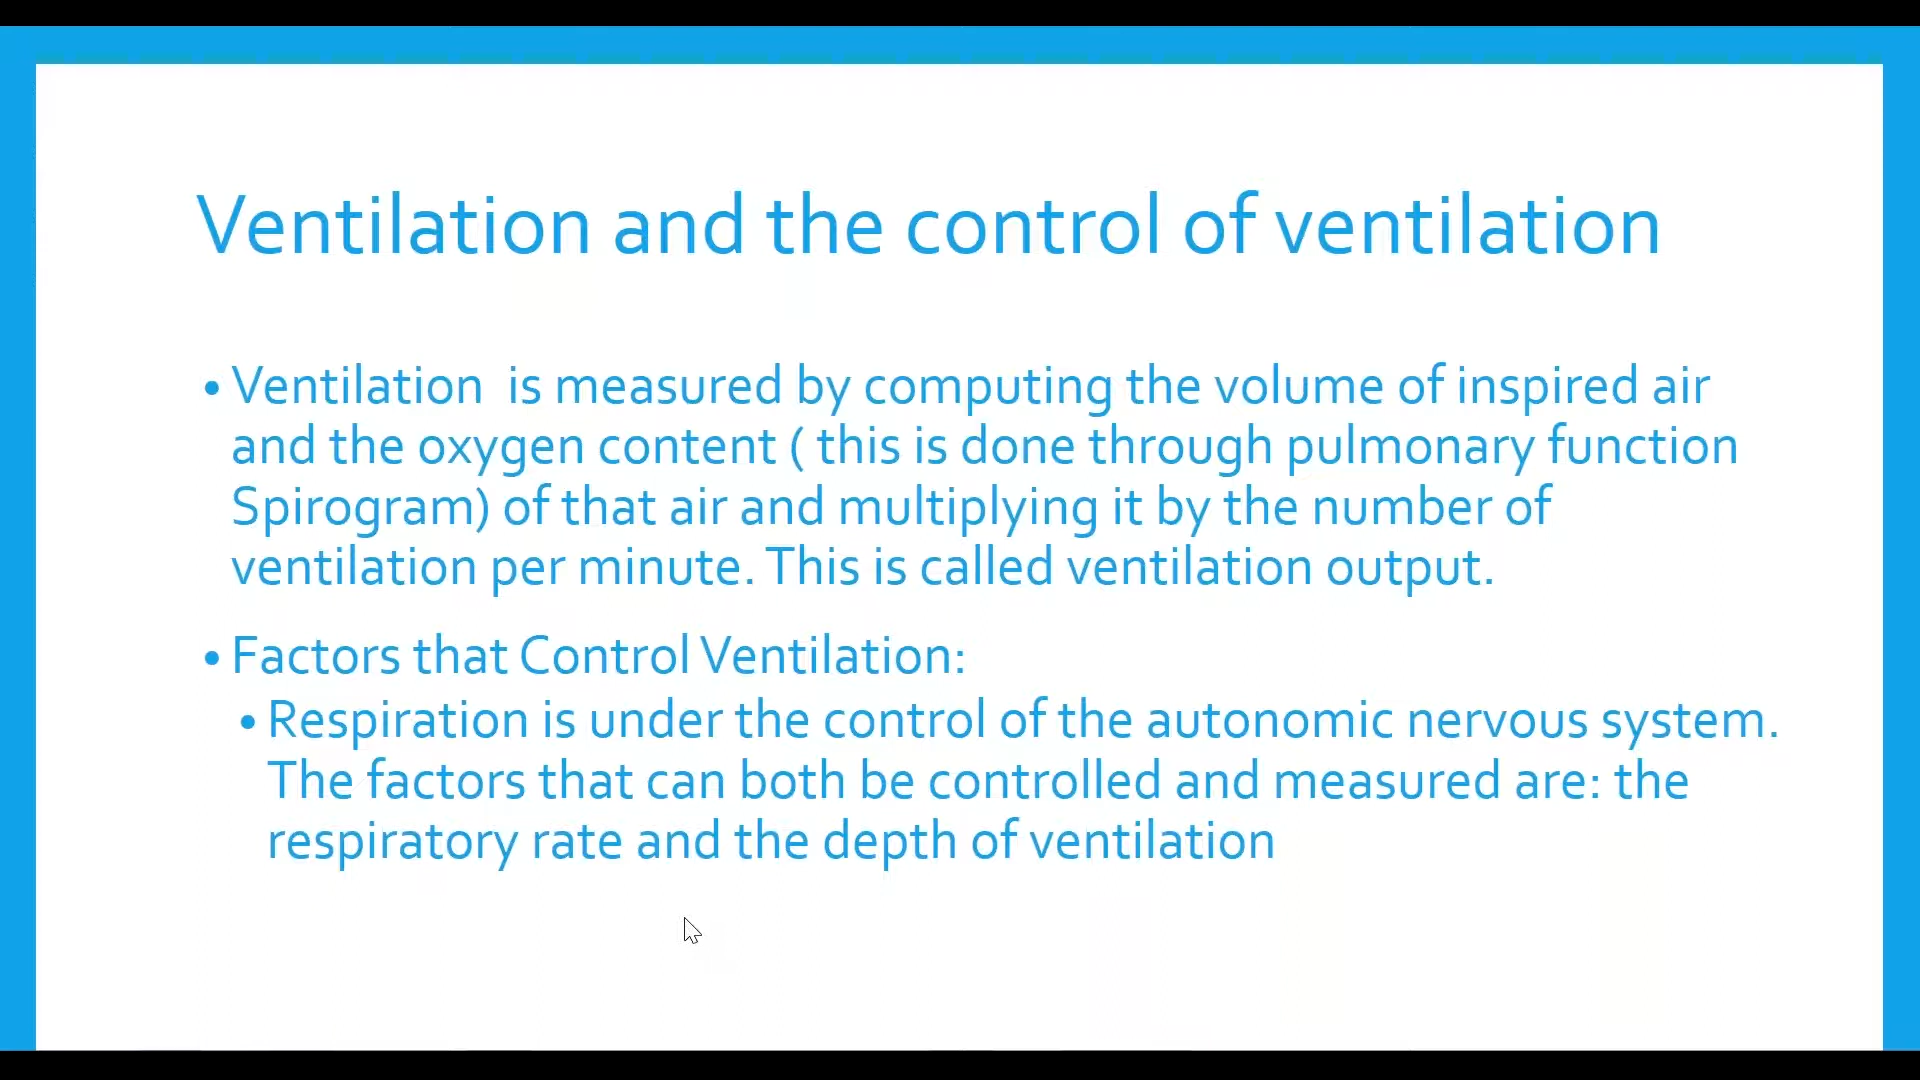 Ventilation and the control of ventilation
• Ventilation  is measured by computing the volume of inspired air
and the oxygen content ( this is done through pulmonary function
Spirogram) of that air and multiplying it by the number of
ventilation per minute. This is called ventilation output.
• Factors that Control Ventilation:
• Respiration is under the control of the autonomic nervous system.
The factors that can both be controlled and measured are: the
respiratory rate and the depth of ventilation